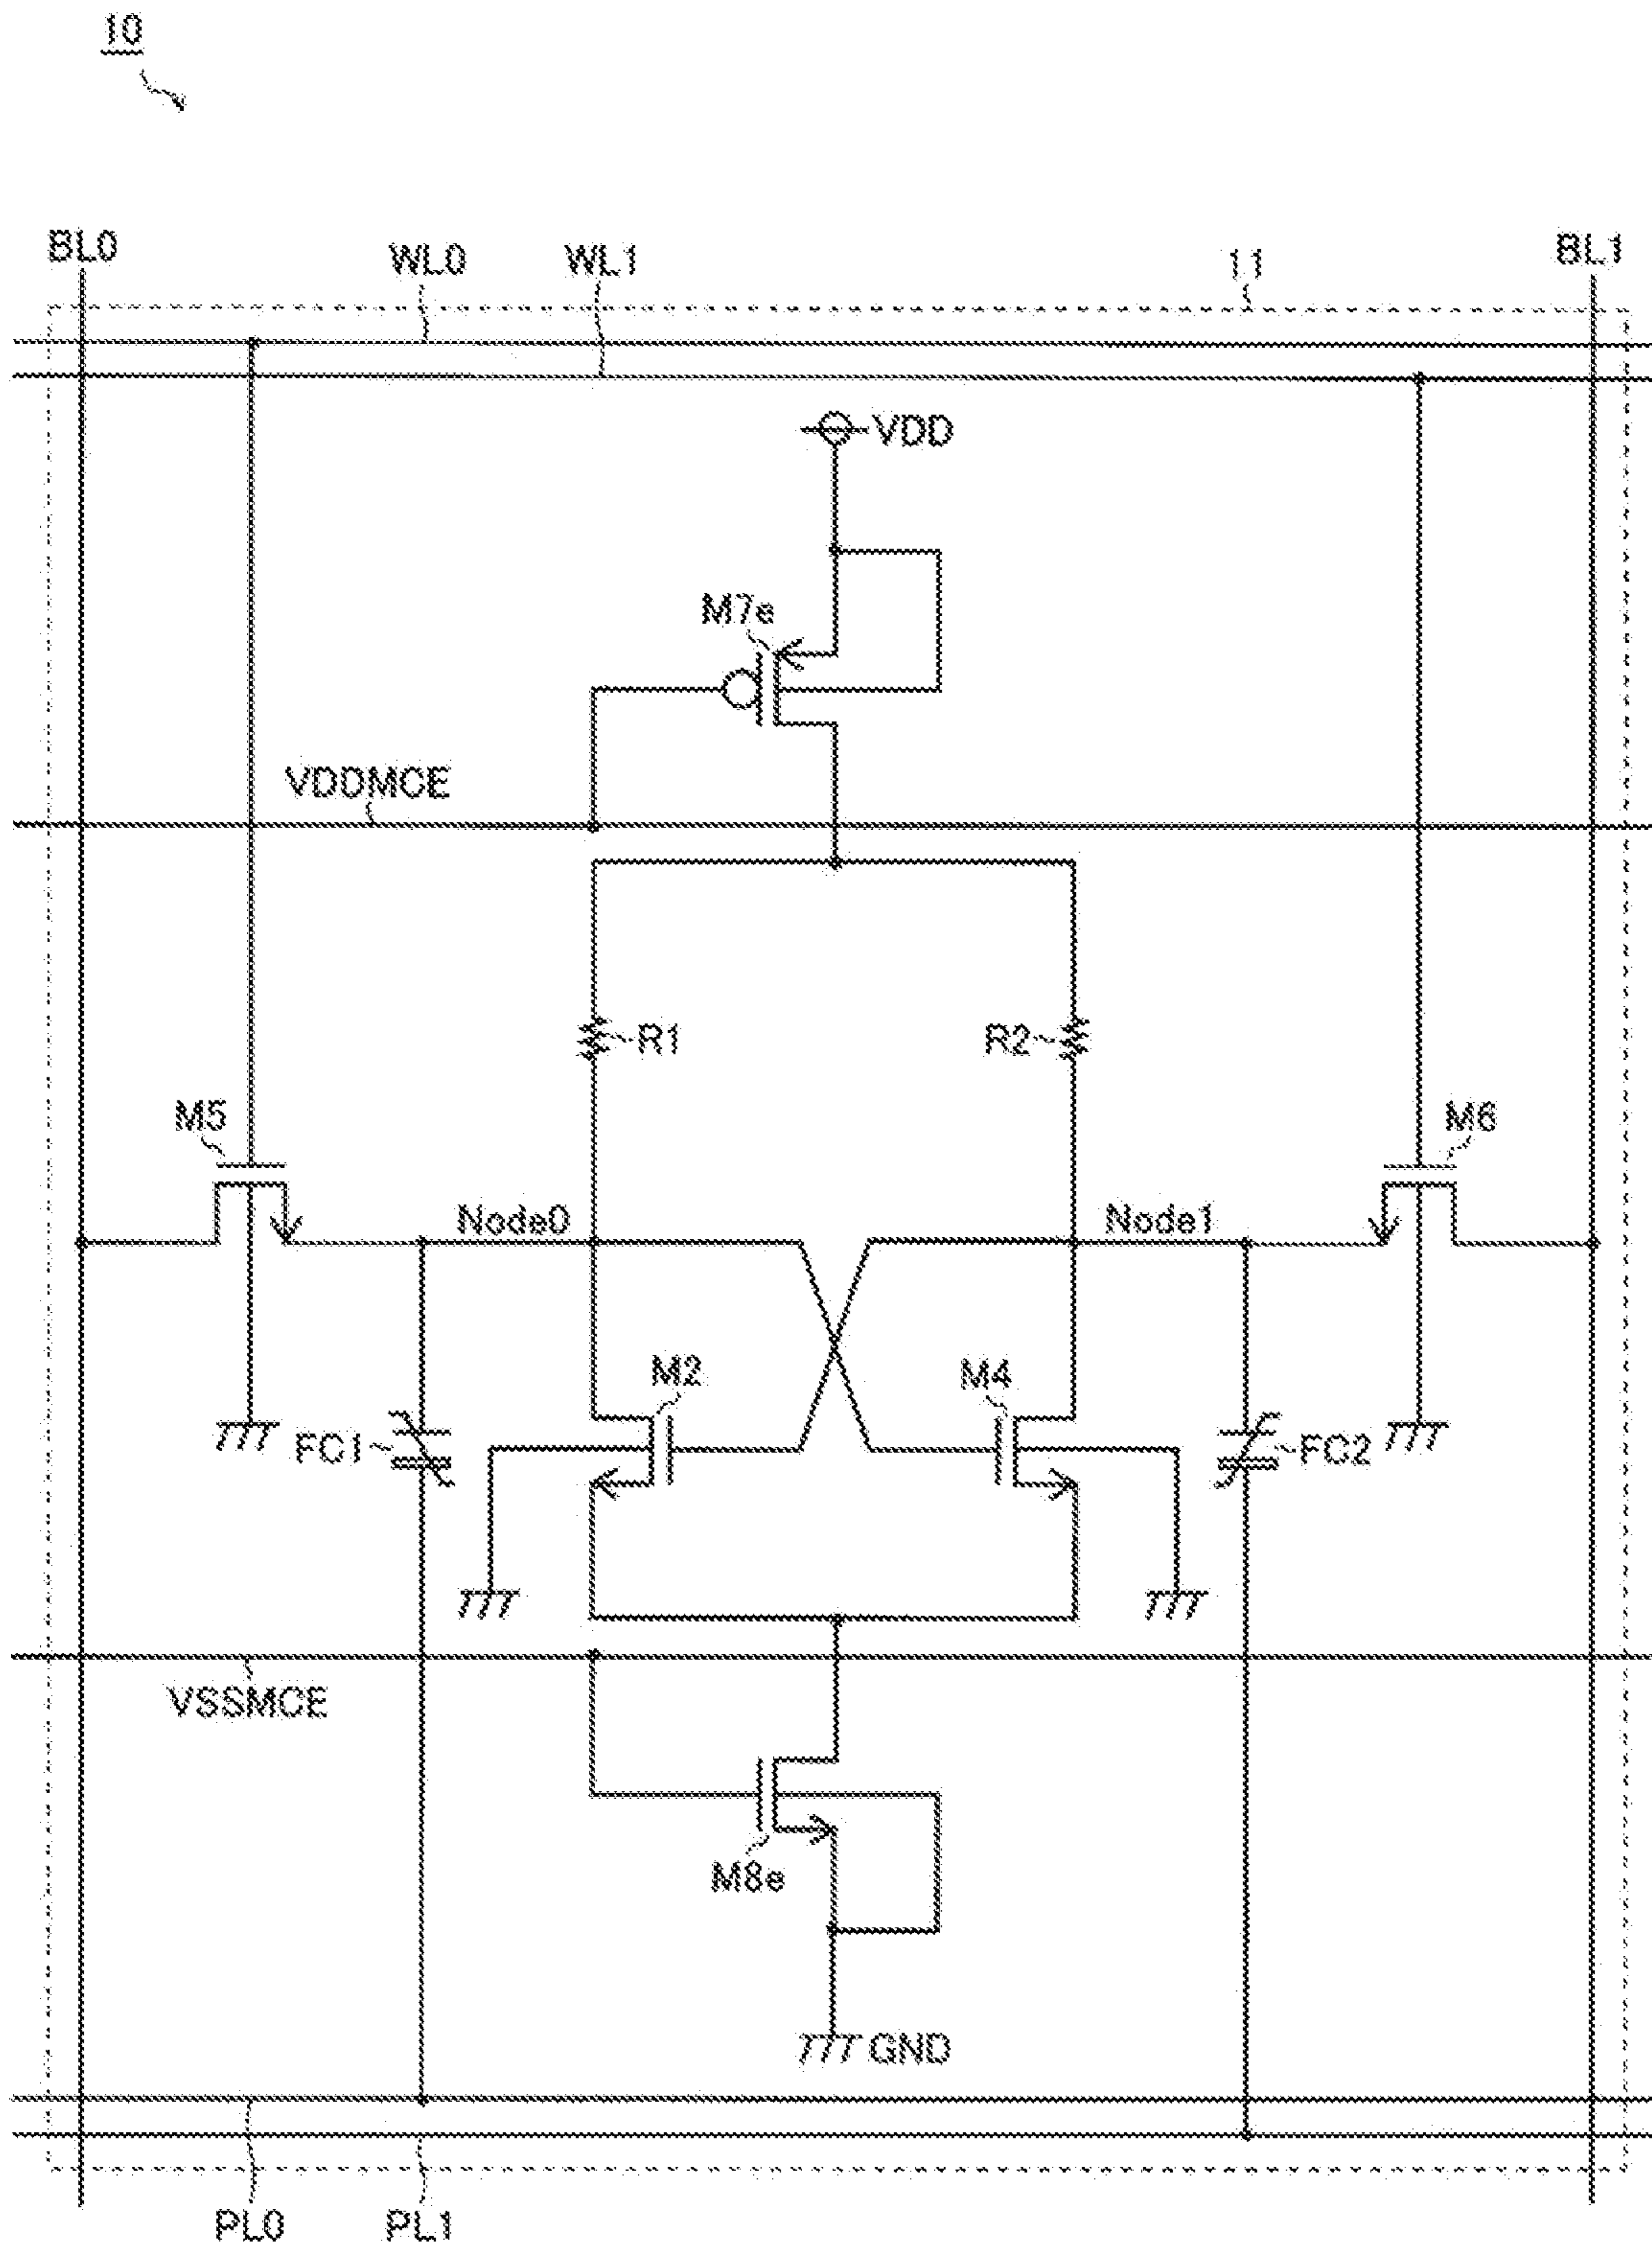 10
BL0
WL0
WL1
11
BL1
VDD
M7e
VDDMCE
R1
R2
M5
M6
Node0
Node1
M2
M4
FC1
FC2
VSSMCE
M8e
GND
PL0
PL1